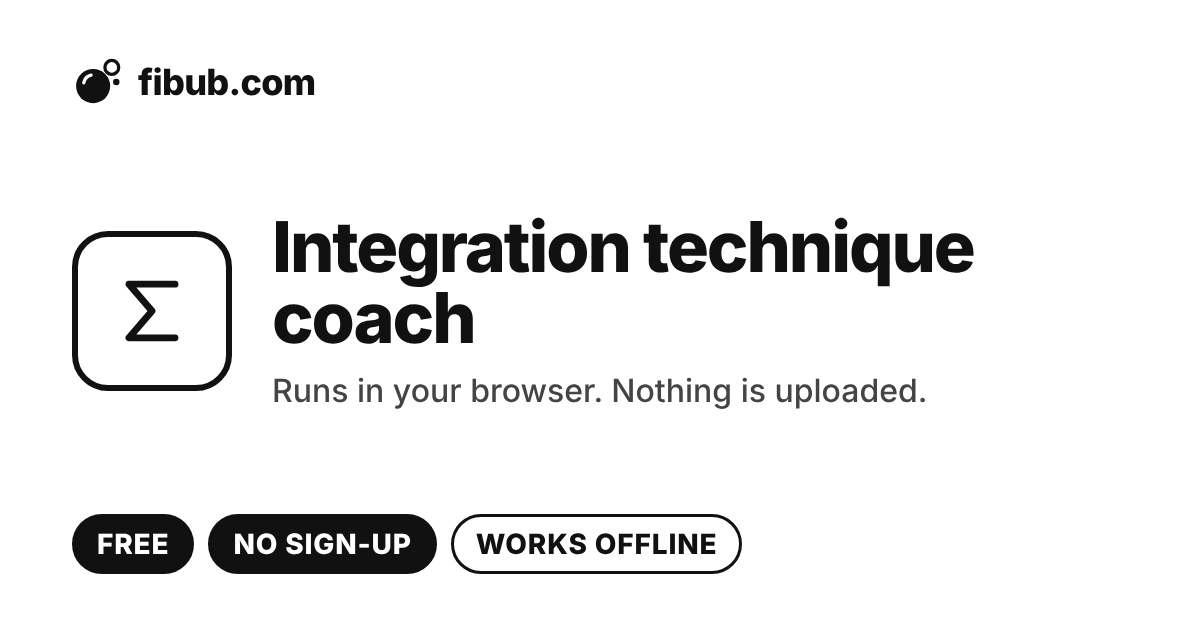 fibub.com
Σ
Integration technique
coach
Runs in your browser. Nothing is uploaded.
FREE
NO SIGN-UP
WORKS OFFLINE